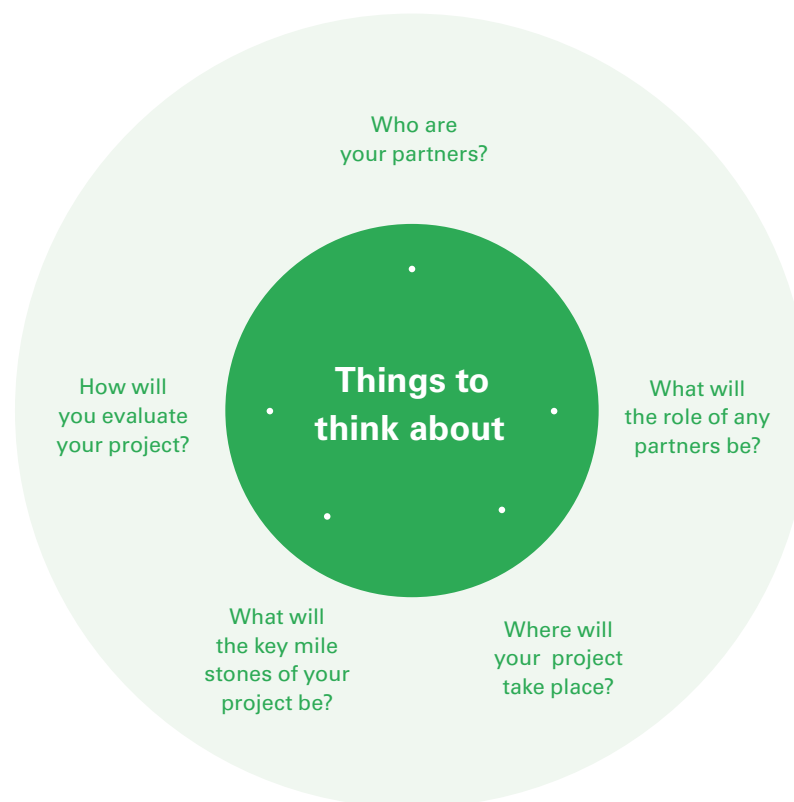 Who are
your partners?
Things to
think about
How will
you evaluate
your project?
What will
the role of any
partners be?
What will
the key mile
stones of your
project be?
Where will
your  project
take place?